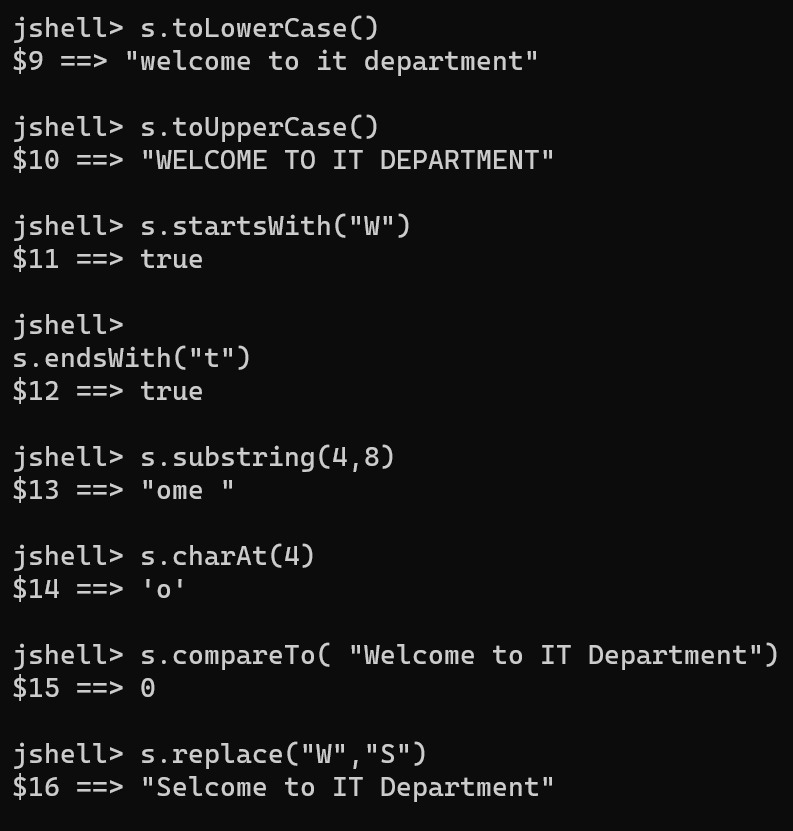 jshell> s.toLowerCase()
$9 ==> "welcome to it department"
jshell> s.toUpperCase()
$10 ==> "WELCOME TO IT DEPARTMENT"
jshell> s.startsWith("W")
$11 ==> true
jshell>
s.endsWith("t")
$12 ==> true
jshell> s.substring(4,8)
$13 ==> "ome "
jshell> s.charAt(4)
$14 ==> 'o'
jshell> s.compareTo( "Welcome to IT Department")
$15 ==> 0
jshell> s.replace("W","S")
$16 ==> "Selcome to IT Department"